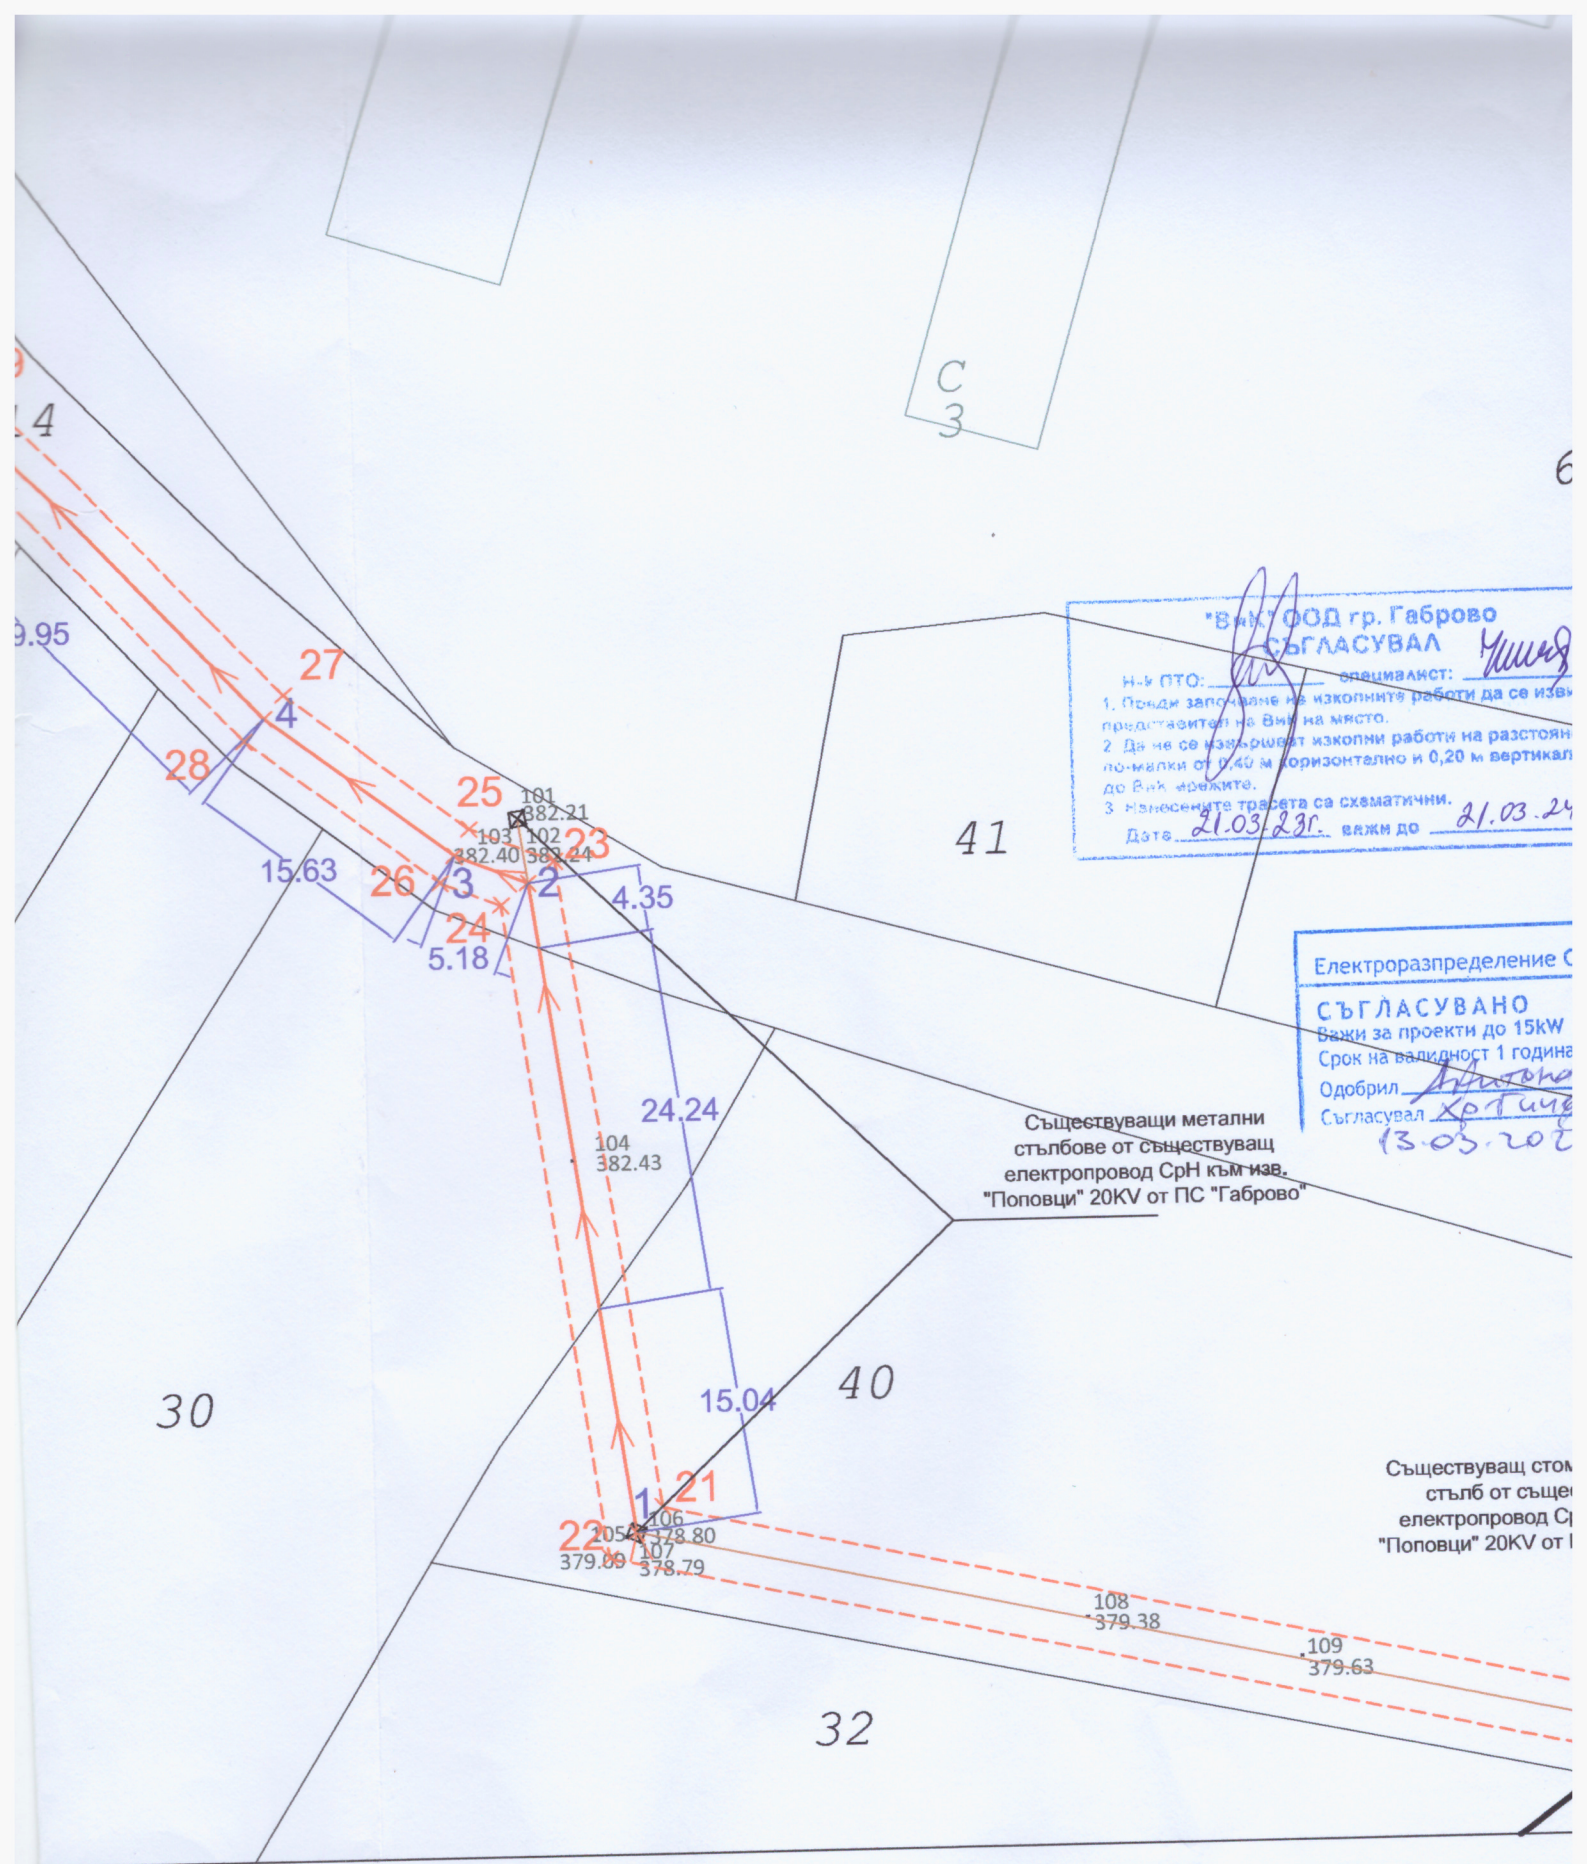 С
3
6
9
14
"ВиК" ООД гр. Габрово
СЪГЛАСУВАЛ
Н-к ПТО: специалист:
1. Преди започване на изкопните работи да се изви
представител на ВиК на място.
2. Да не се извършват изкопни работи на разстоян
по-малки от 0,40 м хоризонтално и 0,20 м вертикал
до ВиК мрежите.
3. Нанесените трасета са схематични.
Дата 21.03.23г. важи до 21.03.24
9.95
27
4
28
25
101
382.21
103
102
382.40
382.24
23
41
15.63
26
3
2
4.35
24
5.18
Електроразпределение С
СЪГЛАСУВАНО
Важи за проекти до 15kW
Срок на валидност 1 година
Одобрил
Съгласувал
13.03.202
24.24
104
382.43
Съществуващи метални
стълбове от съществуващ
електропровод СрН към изв.
"Поповци" 20KV от ПС "Габрово"
40
30
15.04
1
21
22
105
106
378.80
107
378.79
Съществуващ стом
стълб от същес
електропровод Ср
"Поповци" 20KV от
108
379.38
109
379.63
32